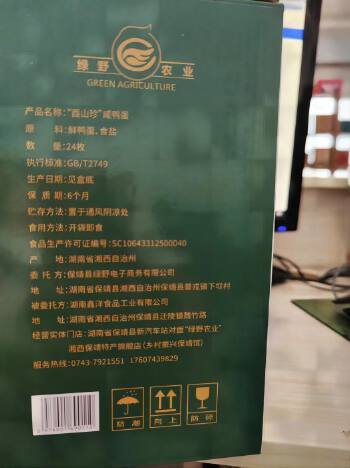 绿野 农业
GREEN AGRICULTURE
产品名称:"酉山珍"咸鸭蛋
原 料:鲜鸭蛋、食盐
数 量:24枚
执行标准:GB/T2749
生产日期:见盒底
保 质 期:6个月
贮存方法:置于通风阴凉处
食用方法:开袋即食
食品生产许可证编号:SC10643312500040
产 地:湖南省湘西自治州
委 托 方:保靖县绿野电子商务有限公司
地 址:湖南省保靖县湘西自治州保靖县普戎镇下
被委托方:湖南鑫洋食品工业有限公司
地 址:湖南省湘西自治州保靖县迁陵镇魏竹路
经营实体门店:湖南省保靖县新汽车站对面"绿野农业"
湘西保靖特产旗舰店(乡村振兴保靖馆)
服务热线:0743-7921551 17607439829
防潮 向上 防碎